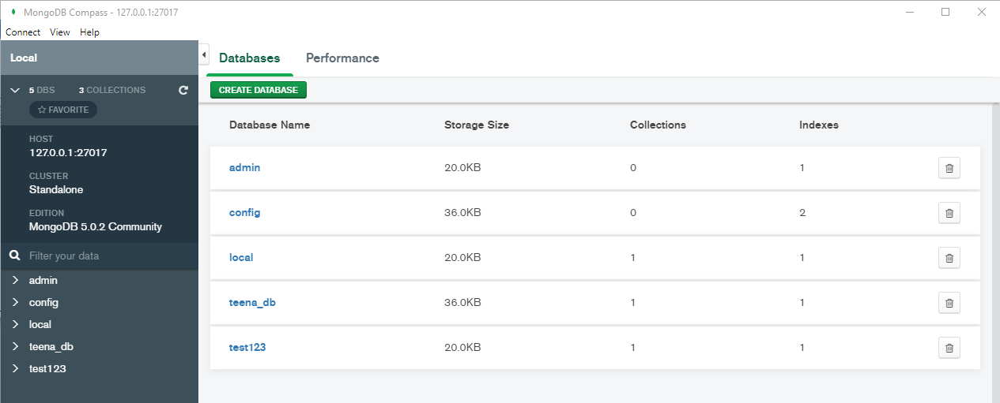 MongoDB Compass - 127.0.0.1:27017
Connect View Help
Local
5 DBS 3 COLLECTIONS
FAVORITE
HOST
127.0.0.1:27017
CLUSTER
Standalone
EDITION
MongoDB 5.0.2 Community
Filter your data
admin
config
local
teena_db
test123
Databases Performance
CREATE DATABASE
Database Name Storage Size Collections Indexes
admin 20.0KB 0 1
config 36.0KB 0 2
local 20.0KB 1 1
teena_db 36.0KB 1 1
test123 20.0KB 1 1